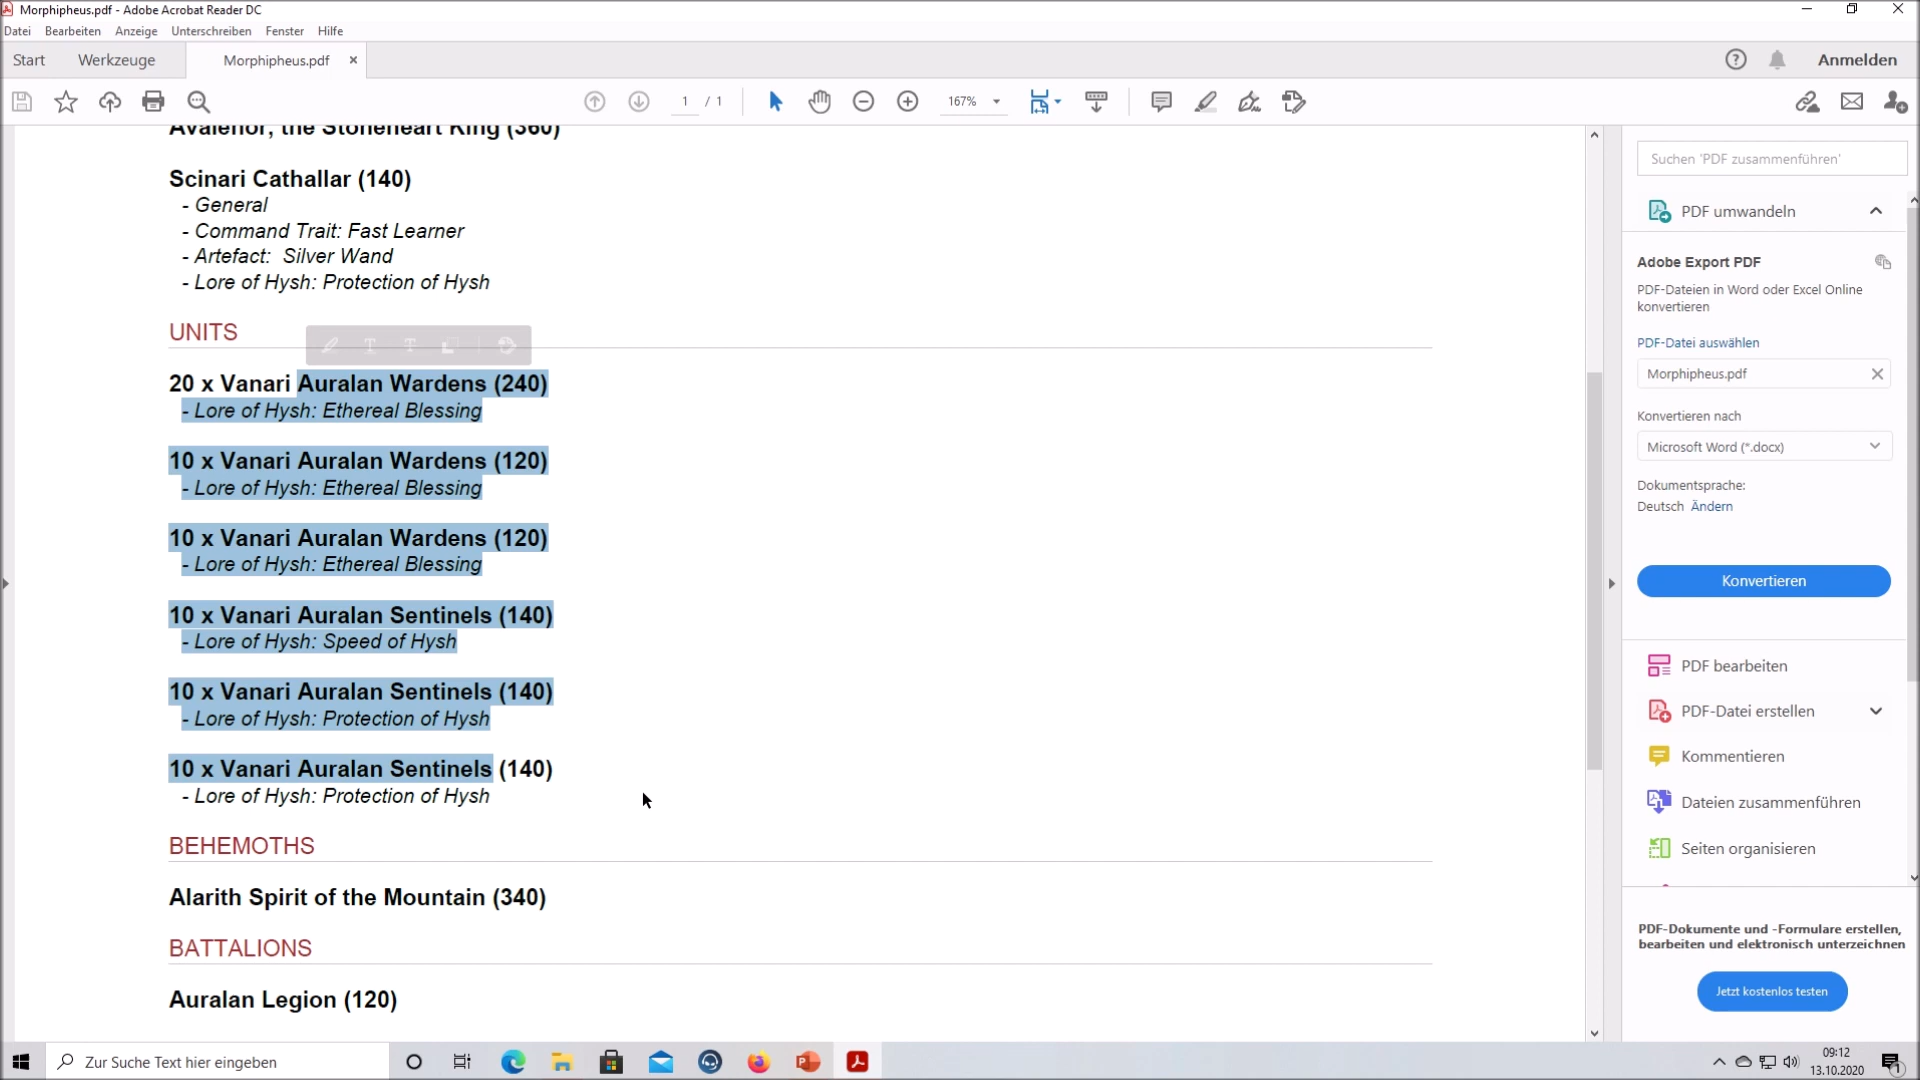 Morphipheus.pdf - Adobe Acrobat Reader DC
Datei Bearbeiten Anzeige Unterschreiben Fenster Hilfe
Start Werkzeuge Morphipheus.pdf Anmelden
1 / 1 167%
Avalenor, the Stoneheart King (360)
Scinari Cathallar (140)
- General
- Command Trait: Fast Learner
- Artefact: Silver Wand
- Lore of Hysh: Protection of Hysh
UNITS
20 x Vanari Auralan Wardens (240)
- Lore of Hysh: Ethereal Blessing
10 x Vanari Auralan Wardens (120)
- Lore of Hysh: Ethereal Blessing
10 x Vanari Auralan Wardens (120)
- Lore of Hysh: Ethereal Blessing
10 x Vanari Auralan Sentinels (140)
- Lore of Hysh: Speed of Hysh
10 x Vanari Auralan Sentinels (140)
- Lore of Hysh: Protection of Hysh
10 x Vanari Auralan Sentinels (140)
- Lore of Hysh: Protection of Hysh
BEHEMOTHS
Alarith Spirit of the Mountain (340)
BATTALIONS
Auralan Legion (120)
Suchen 'PDF zusammenführen'
PDF umwandeln
Adobe Export PDF
PDF-Dateien in Word oder Excel Online
konvertieren
PDF-Datei auswählen
Morphipheus.pdf
Konvertieren nach
Microsoft Word (*.docx)
Dokumentsprache:
Deutsch Ändern
Konvertieren
PDF bearbeiten
PDF-Datei erstellen
Kommentieren
Dateien zusammenführen
Seiten organisieren
PDF-Dokumente und -Formulare erstellen,
bearbeiten und elektronisch unterzeichnen
Jetzt kostenlos testen
Zur Suche Text hier eingeben
09:12
13.10.2020
1